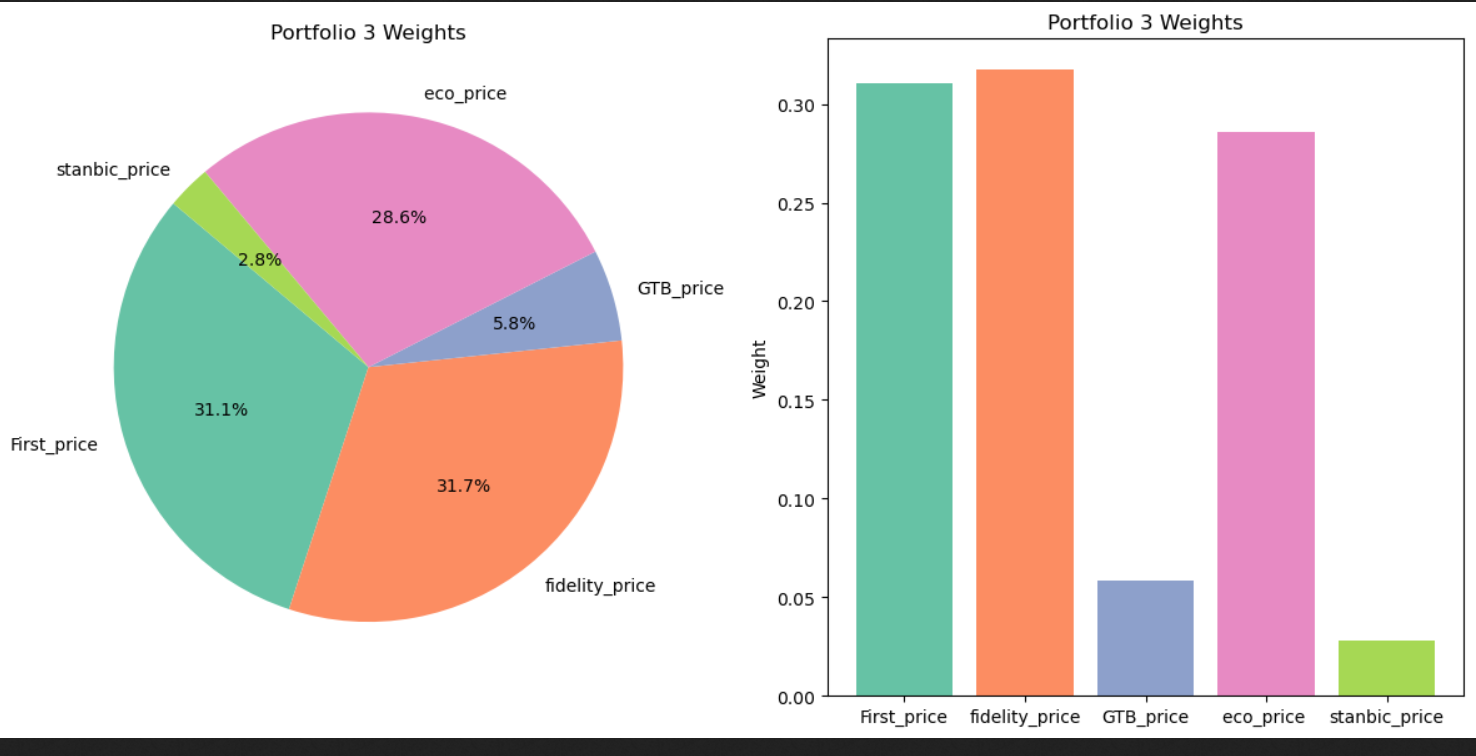 Portfolio 3 Weights
eco_price
stanbic_price
28.6%
2.8%
GTB_price
5.8%
31.1%
First_price
31.7%
fidelity_price
Portfolio 3 Weights
Weight
0.30
0.25
0.20
0.15
0.10
0.05
0.00
First_price fidelity_price GTB_price eco_price stanbic_price